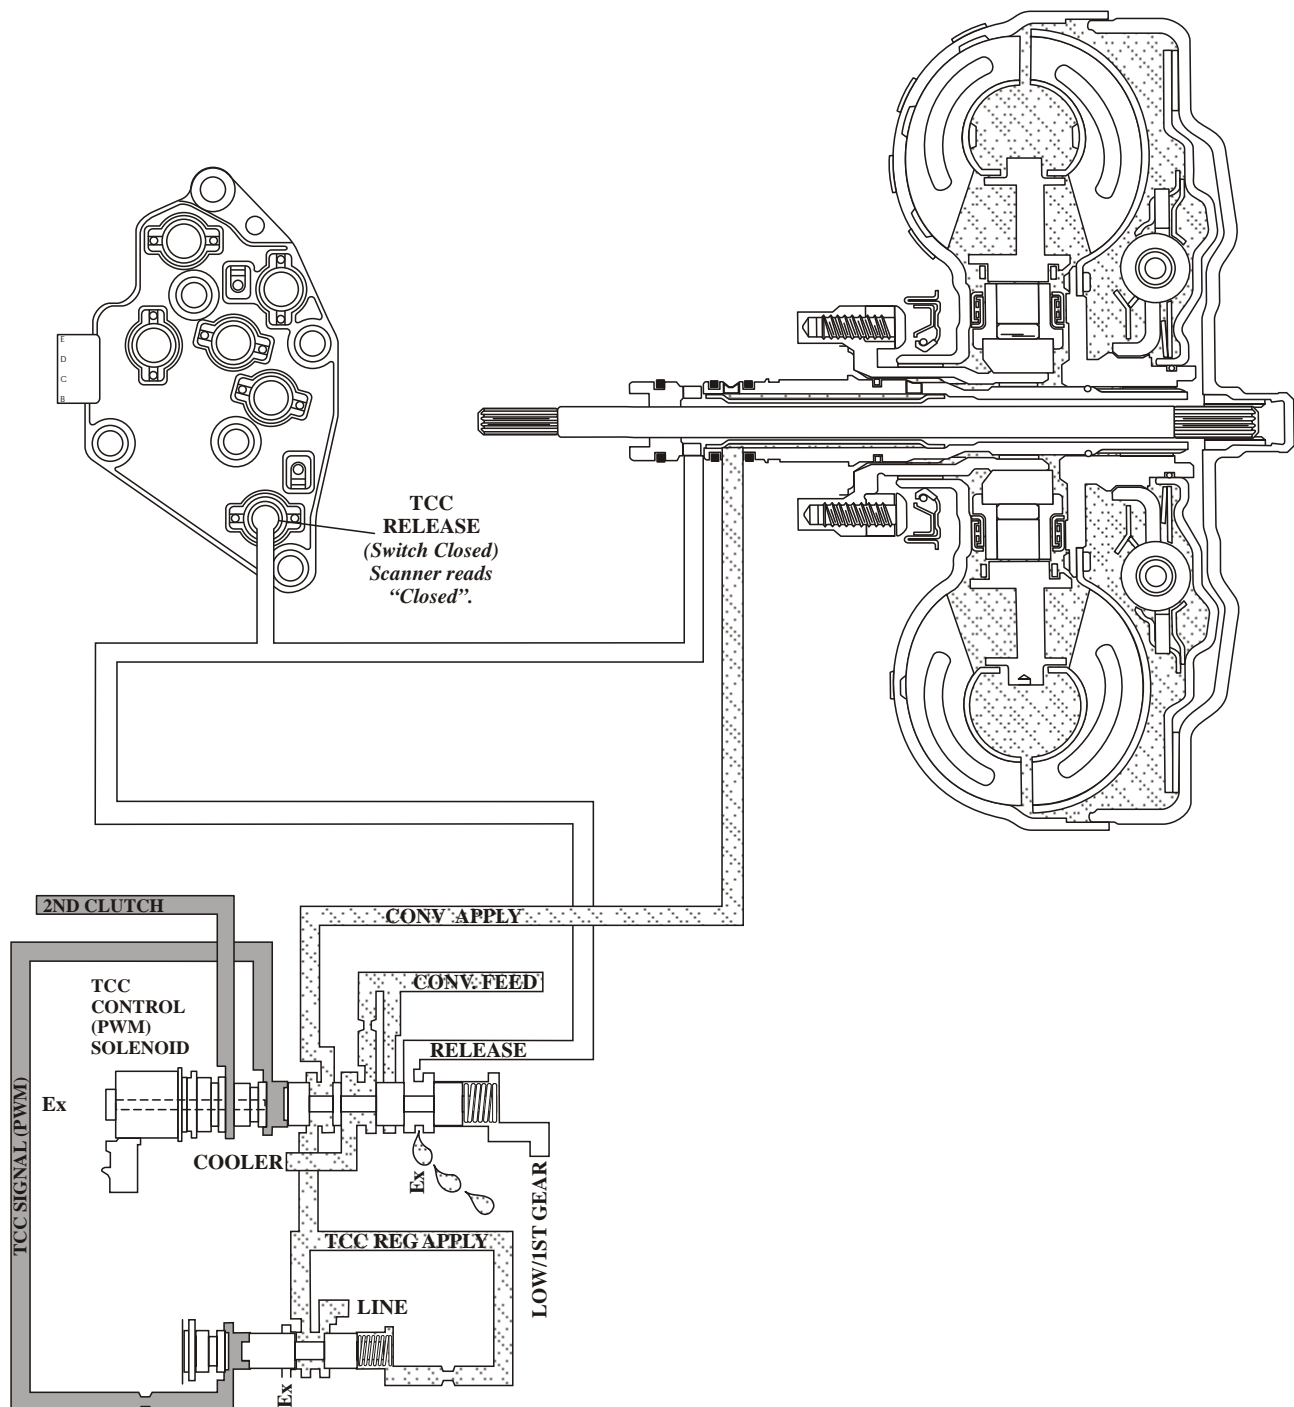 E
D
C
B
TCC
RELEASE
(Switch Closed)
Scanner reads
“Closed”.
2ND CLUTCH
CONV APPLY
TCC
CONTROL
(PWM)
SOLENOID
CONV. FEED
RELEASE
Ex
TCC SIGNAL (PWM)
COOLER
Ex
LOW/1ST GEAR
TCC REG APPLY
LINE
Ex